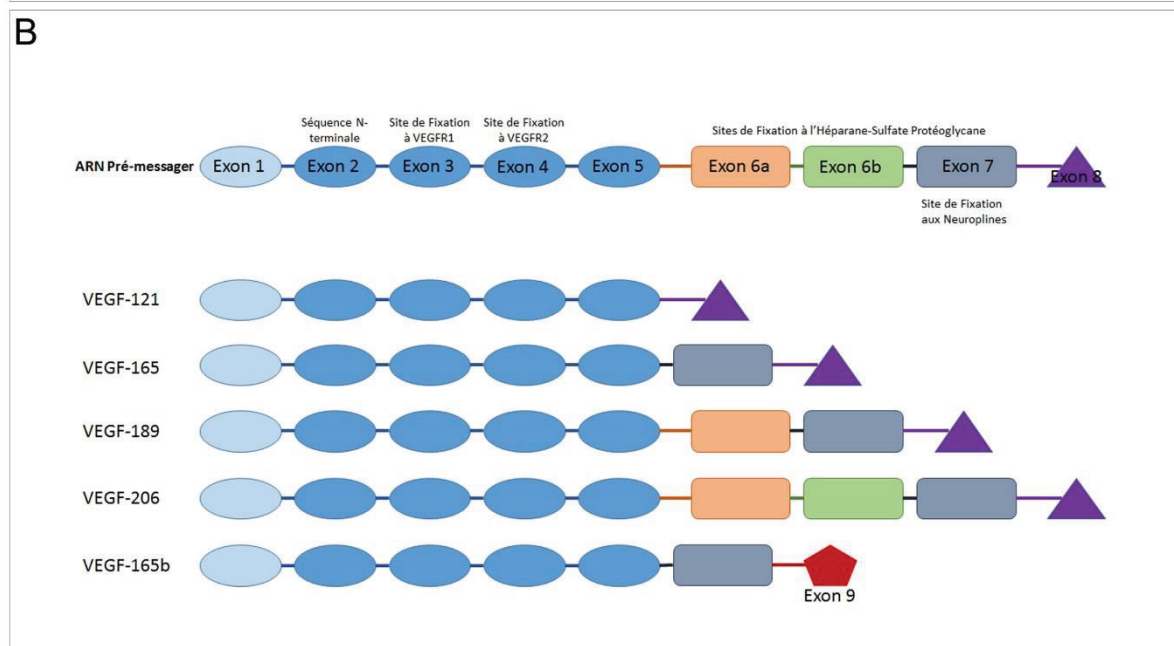 B
Séquence N-
terminale
Site de Fixation
à VEGFR1
Site de Fixation
à VEGFR2
Sites de Fixation à l'Héparane-Sulfate Protéoglycane
ARN Pré-messager Exon 1 Exon 2 Exon 3 Exon 4 Exon 5 Exon 6a Exon 6b Exon 7 Exon 8
Site de Fixation
aux Neuroplines
VEGF-121
VEGF-165
VEGF-189
VEGF-206
VEGF-165b
Exon 9